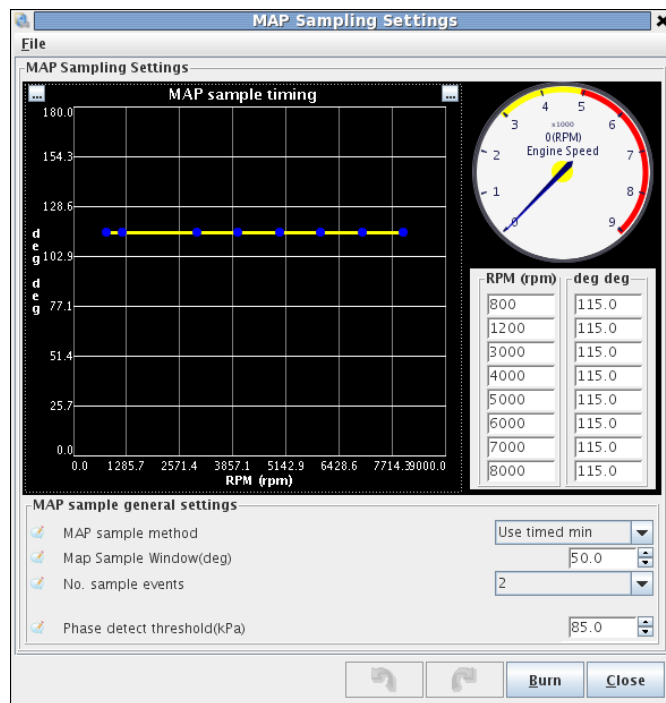 MAP Sampling Settings
File
MAP Sampling Settings
... MAP sample timing ...
180.0
154.3
128.6
102.9
77.1
51.4
25.7
0.0
deg deg
0.0 1285.7 2571.4 3857.1 5142.9 6428.6 7714.3 9000.0
RPM (rpm)
0 1 2 3 4 5 6 7 8 9
x1000
0(RPM)
Engine Speed
RPM (rpm) deg deg
800 115.0
1200 115.0
3000 115.0
4000 115.0
5000 115.0
6000 115.0
7000 115.0
8000 115.0
MAP sample general settings
MAP sample method Use timed min
Map Sample Window(deg) 50.0
No. sample events 2
Phase detect threshold(kPa) 85.0
Burn Close